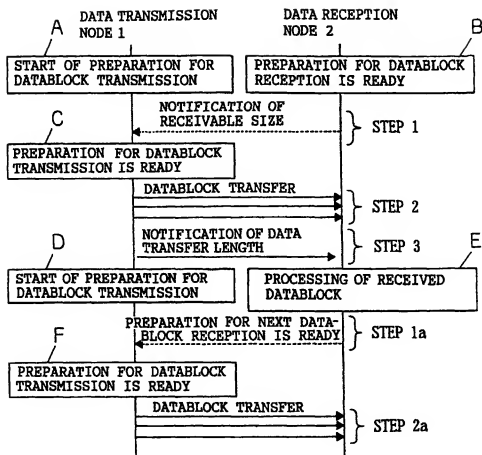 DATA TRANSMISSION
NODE 1
DATA RECEPTION
NODE 2
A
B
START OF PREPARATION FOR
DATABLOCK TRANSMISSION
PREPARATION FOR DATABLOCK
RECEPTION IS READY
C
NOTIFICATION OF
RECEIVABLE SIZE
STEP 1
PREPARATION FOR DATABLOCK
TRANSMISSION IS READY
DATABLOCK TRANSFER
STEP 2
D
NOTIFICATION OF DATA
TRANSFER LENGTH
STEP 3
E
START OF PREPARATION FOR
DATABLOCK TRANSMISSION
PROCESSING OF RECEIVED
DATABLOCK
F
PREPARATION FOR NEXT DATA-
BLOCK RECEPTION IS READY
STEP 1a
PREPARATION FOR DATABLOCK
TRANSMISSION IS READY
DATABLOCK TRANSFER
STEP 2a